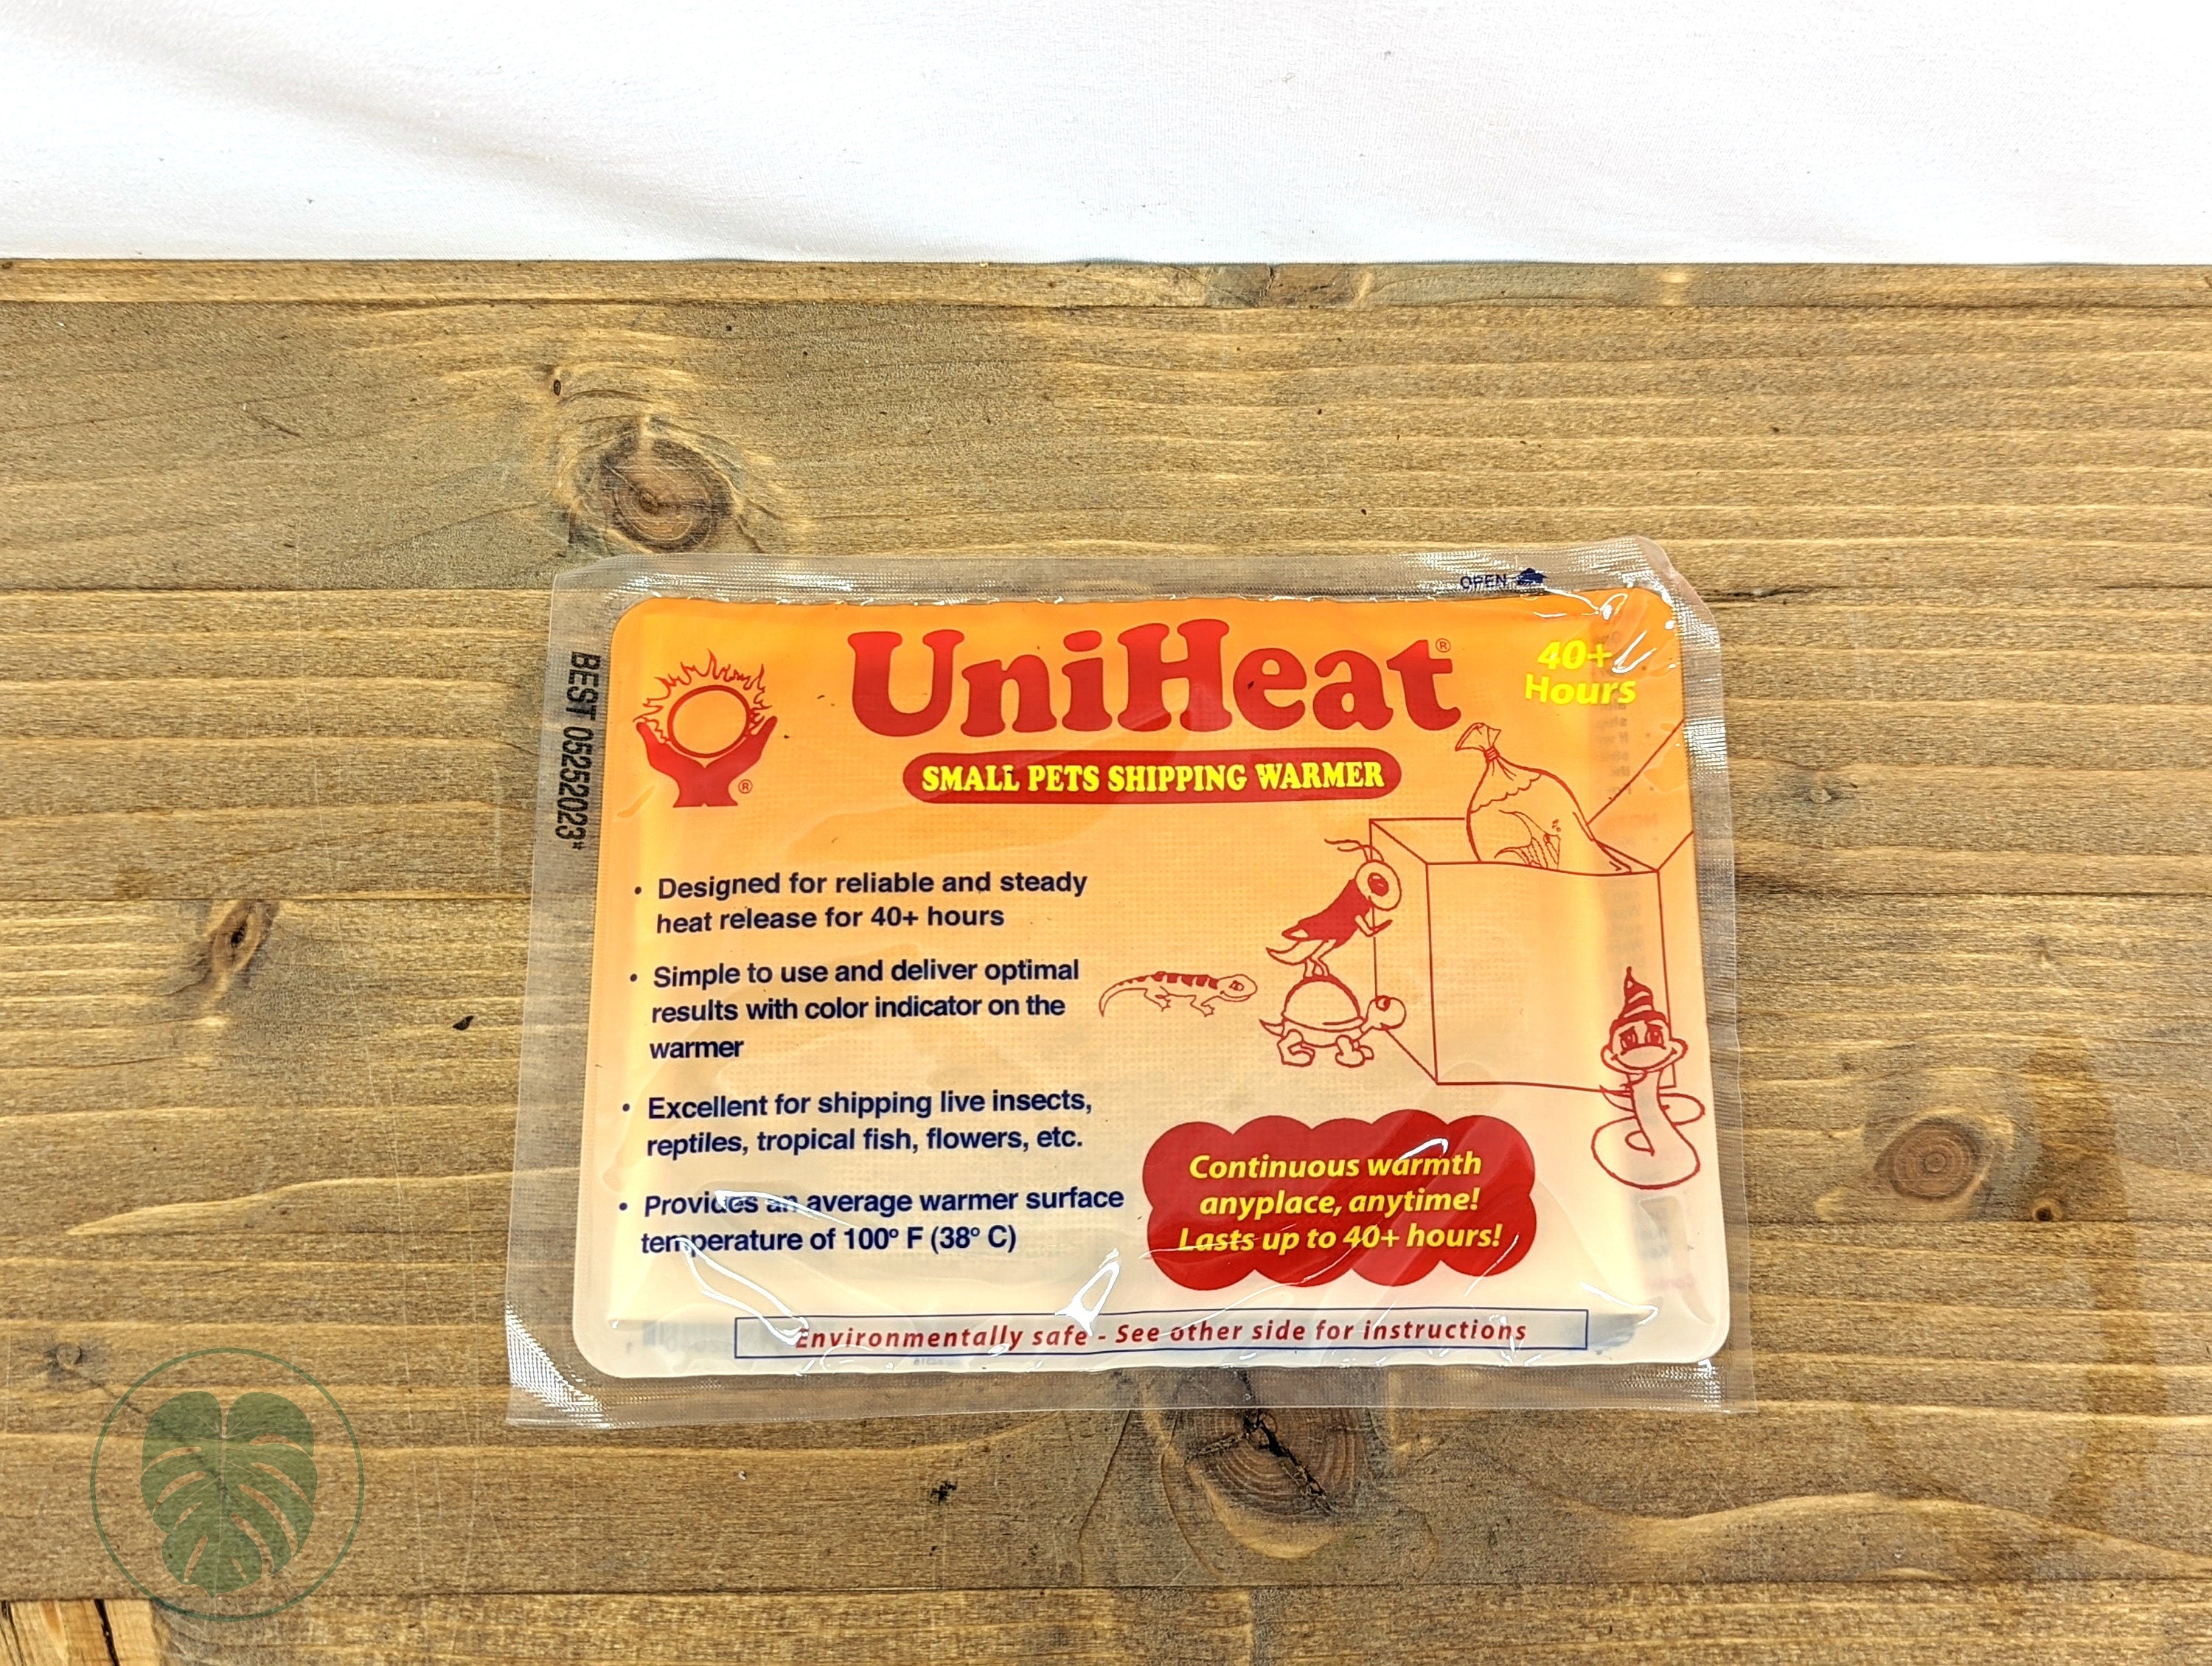 OPEN
BEST 05252023*
UniHeat®
40+
Hours
®
SMALL PETS SHIPPING WARMER
• Designed for reliable and steady
heat release for 40+ hours
• Simple to use and deliver optimal
results with color indicator on the
warmer
• Excellent for shipping live insects,
reptiles, tropical fish, flowers, etc.
• Provides an average warmer surface
temperature of 100° F (38° C)
Continuous warmth
anyplace, anytime!
Lasts up to 40+ hours!
Environmentally safe - See other side for instructions